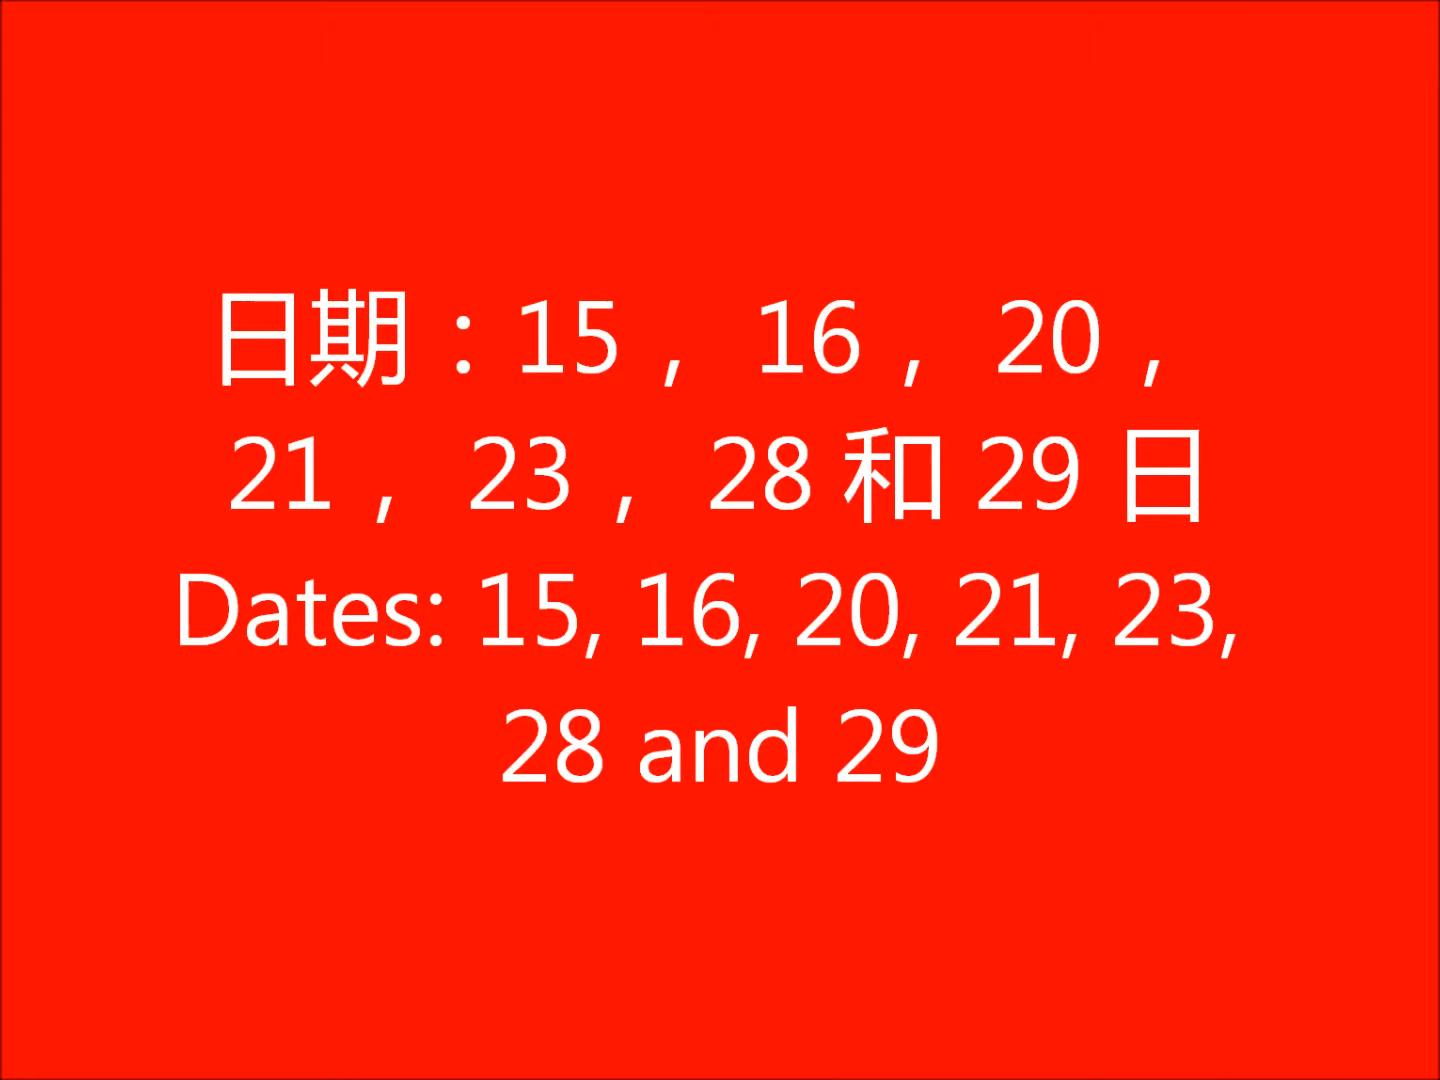 日期：15， 16， 20，
21， 23， 28 和 29 日
Dates: 15, 16, 20, 21, 23,
28 and 29